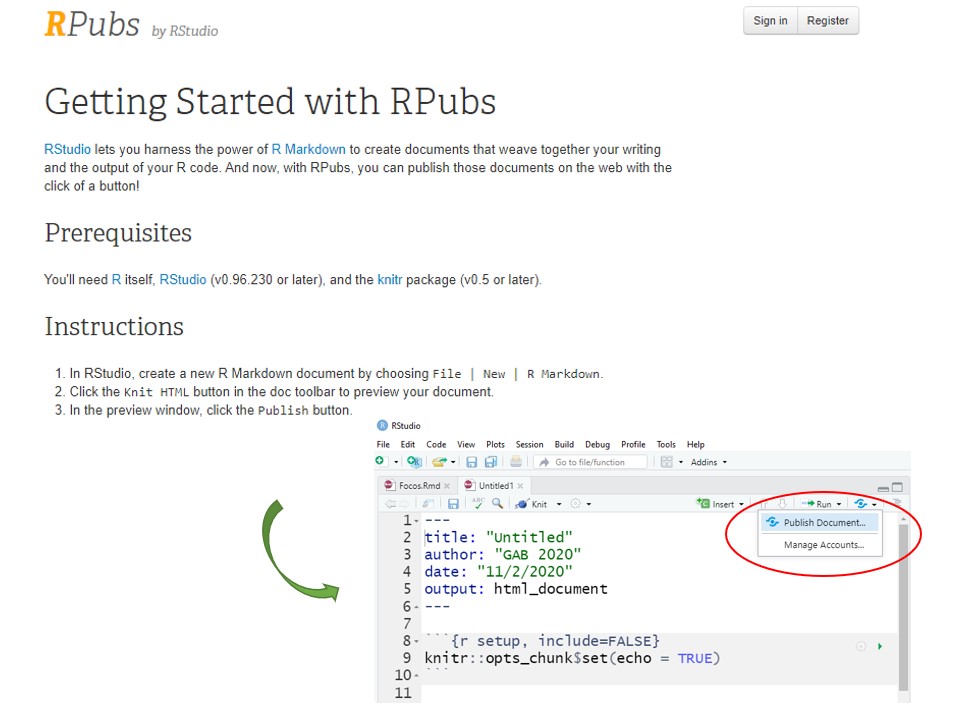 RPubs by RStudio
Sign in Register
Getting Started with RPubs
RStudio lets you harness the power of R Markdown to create documents that weave together your writing
and the output of your R code. And now, with RPubs, you can publish those documents on the web with the
click of a button!
Prerequisites
You'll need R itself, RStudio (v0.96.230 or later), and the knitr package (v0.5 or later).
Instructions
1. In RStudio, create a new R Markdown document by choosing File | New | R Markdown.
2. Click the Knit HTML button in the doc toolbar to preview your document.
3. In the preview window, click the Publish button.
R RStudio
File Edit Code View Plots Session Build Debug Profile Tools Help
Go to file/function Addins
Focos.Rmd Untitled1
ABC Knit Insert Run
Publish Document...
Manage Accounts...
1 ---
2 title: "Untitled"
3 author: "GAB 2020"
4 date: "11/2/2020"
5 output: html_document
6 ---
7
8 ```{r setup, include=FALSE}
9 knitr::opts_chunk$set(echo = TRUE)
10 ```
11